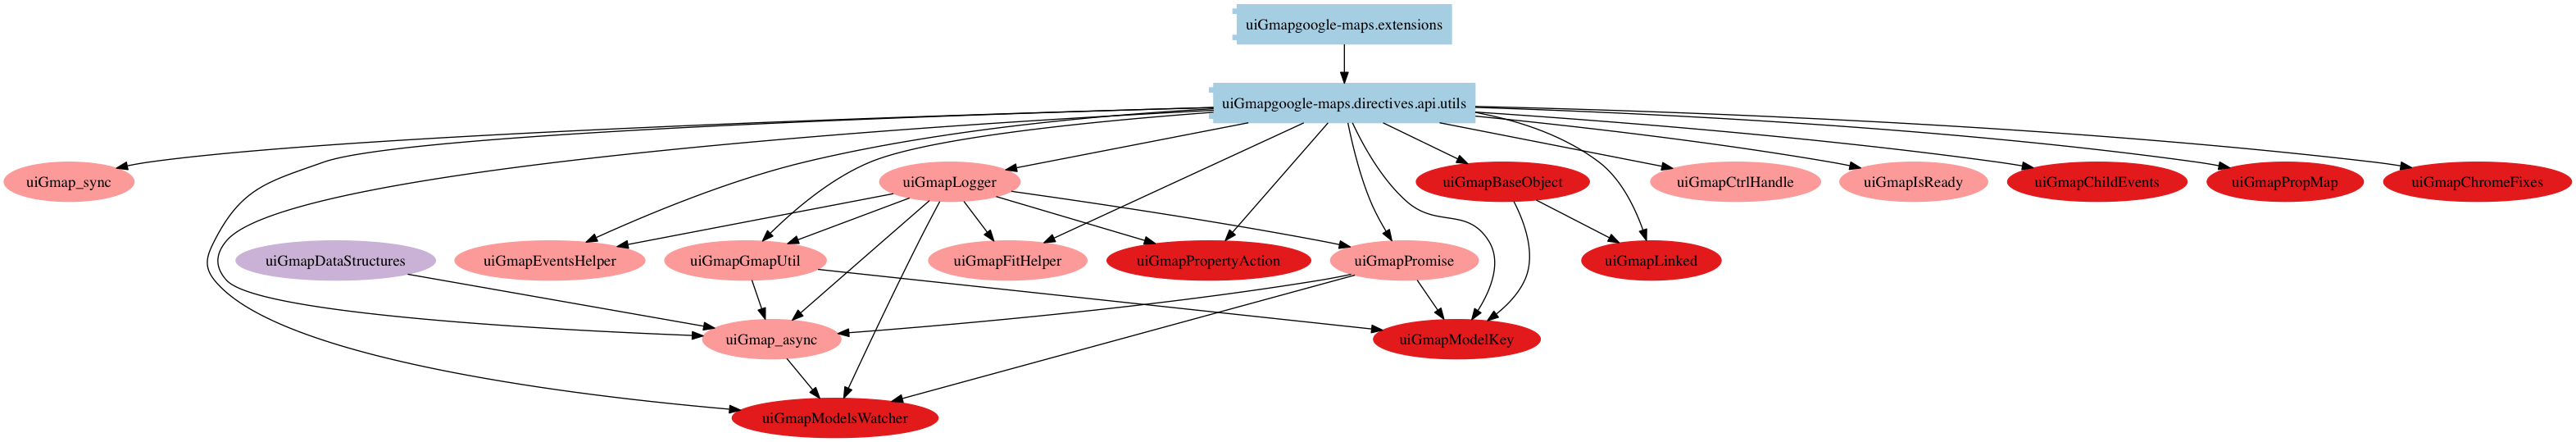 uiGmapgoogle-maps.extensions
uiGmapgoogle-maps.directives.api.utils
uiGmap_sync
uiGmapLogger
uiGmapBaseObject
uiGmapCtrlHandle
uiGmapIsReady
uiGmapChildEvents
uiGmapPropMap
uiGmapChromeFixes
uiGmapDataStructures
uiGmapEventsHelper
uiGmapGmapUtil
uiGmapFitHelper
uiGmapPropertyAction
uiGmapPromise
uiGmapLinked
uiGmap_async
uiGmapModelKey
uiGmapModelsWatcher